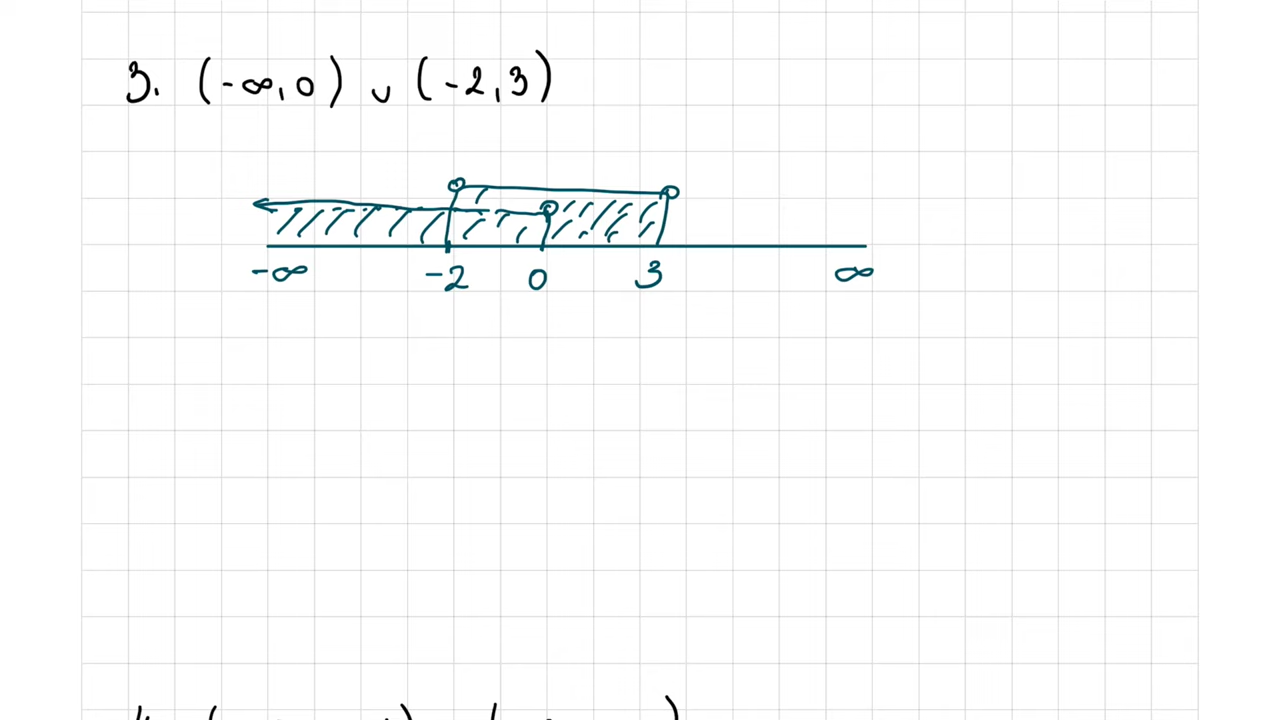 3. (-∞,0) ∪ (-2,3)
-∞ -2 0 3 ∞